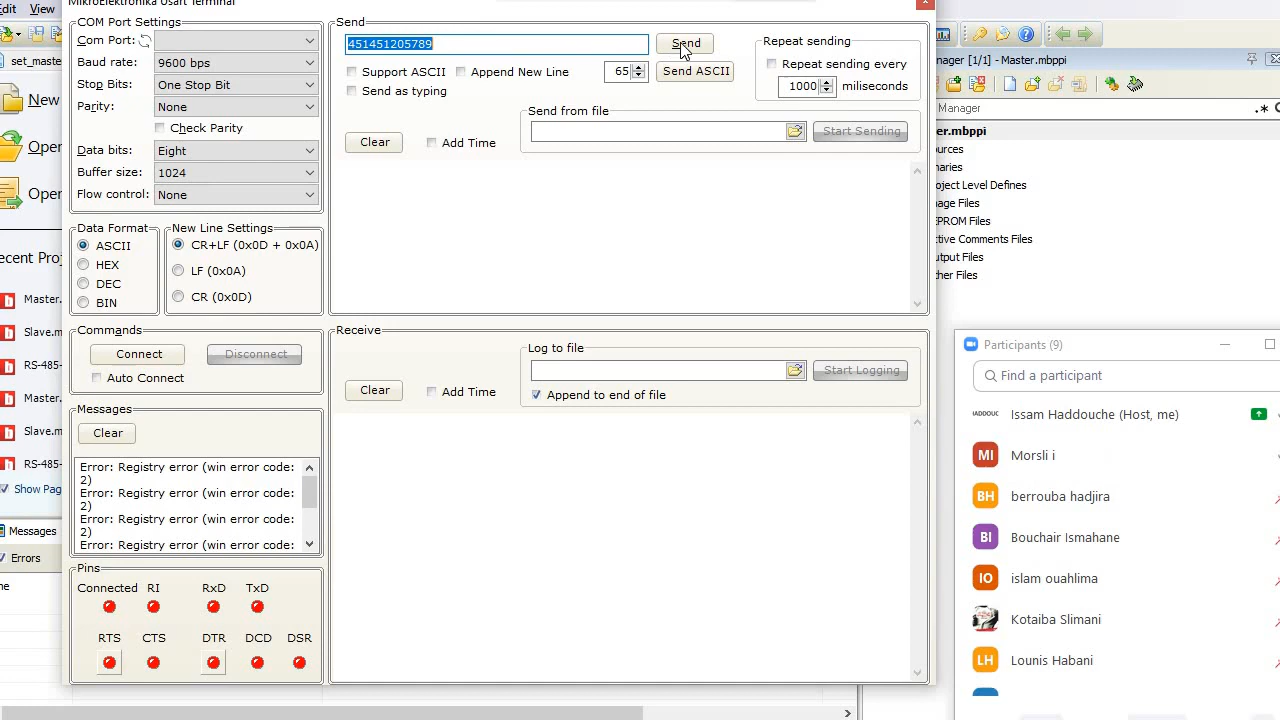 Edit View
MikroElektronika Usart Terminal
COM Port Settings
Com Port:
Baud rate: 9600 bps
Stop Bits: One Stop Bit
Parity: None
Check Parity
Data bits: Eight
Buffer size: 1024
Flow control: None
Data Format
ASCII
HEX
DEC
BIN
New Line Settings
CR+LF (0x0D + 0x0A)
LF (0x0A)
CR (0x0D)
Commands
Connect Disconnect
Auto Connect
Messages
Clear
Error: Registry error (win error code:
2)
Error: Registry error (win error code:
2)
Error: Registry error (win error code:
2)
Error: Registry error (win error code:
Pins
Connected RI RxD TxD
RTS CTS DTR DCD DSR
Send
451451205789 Send
Support ASCII Append New Line 65 Send ASCII
Send as typing
Repeat sending
Repeat sending every
1000 miliseconds
Send from file
Start Sending
Clear Add Time
Receive
Log to file
Start Logging
Append to end of file
Clear Add Time
set_maste
New
Open
Open
ecent Proj
Master.
Slave.m
RS-485-
Master.
Slave.m
RS-485-
Show Pag
Messages
Errors
nager [1/1] - Master.mbppi
Manager
er.mbppi
ources
naries
oject Level Defines
nage Files
EPROM Files
ctive Comments Files
utput Files
ther Files
Participants (9)
Find a participant
ADDOUC Issam Haddouche (Host, me)
MI Morsli i
BH berrouba hadjira
BI Bouchair Ismahane
IO islam ouahlima
Kotaiba Slimani
LH Lounis Habani